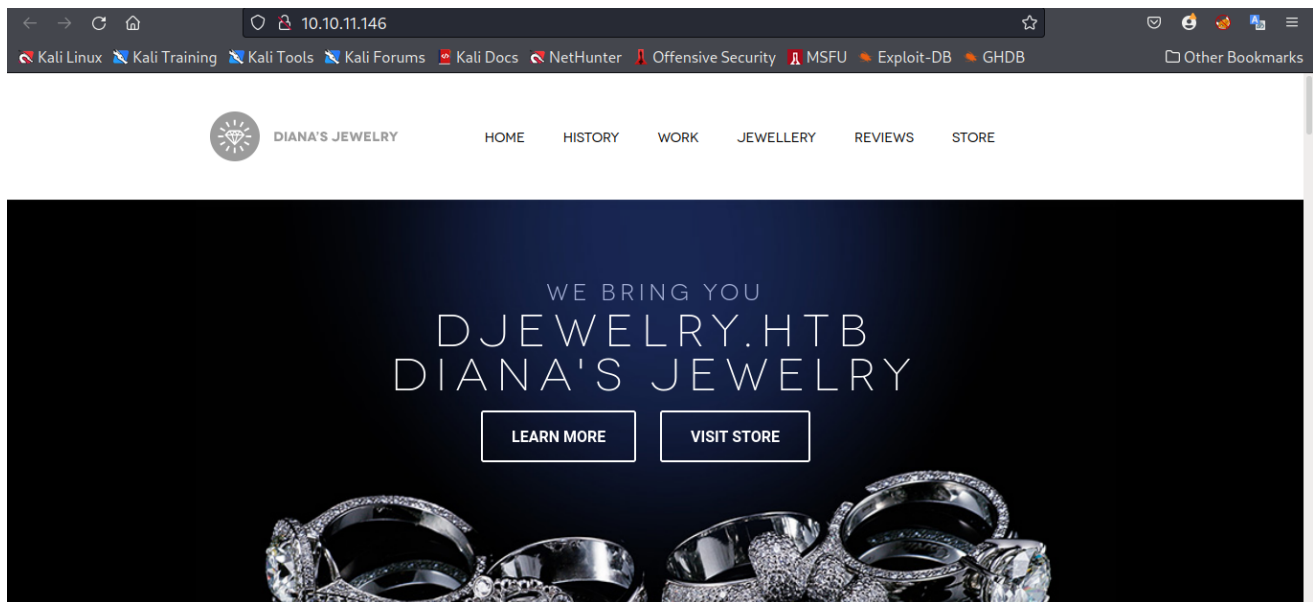 10.10.11.146
Kali Linux Kali Training Kali Tools Kali Forums Kali Docs NetHunter Offensive Security MSFU Exploit-DB GHDB Other Bookmarks
DIANA'S JEWELRY HOME HISTORY WORK JEWELLERY REVIEWS STORE
WE BRING YOU
DJEWELRY.HTB
DIANA'S JEWELRY
LEARN MORE VISIT STORE